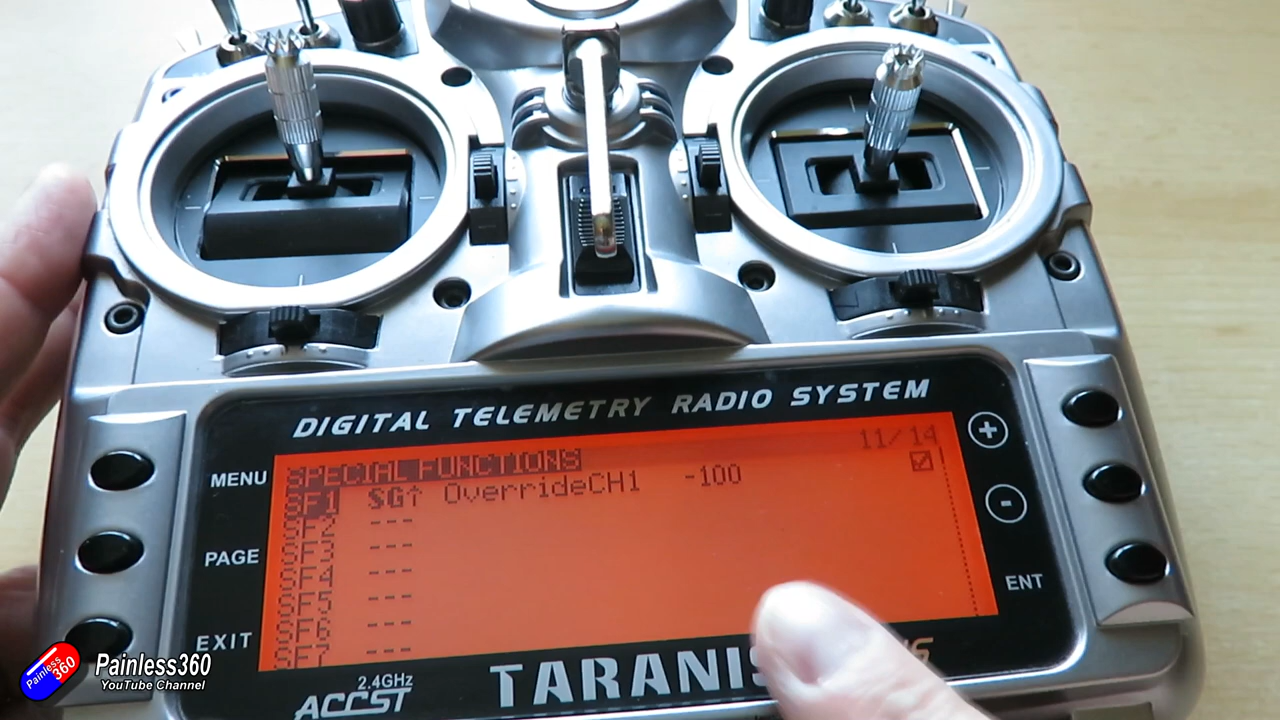 DIGITAL TELEMETRY RADIO SYSTEM
SPECIAL FUNCTIONS 11/14
SF1 SG↑ OverrideCH1 -100
SF2 ---
SF3 ---
SF4 ---
SF5 ---
SF6 ---
SF7
MENU
PAGE
EXIT
+
-
ENT
ACCST 2.4GHz
TARANIS
Painless360
Painless360
YouTube Channel